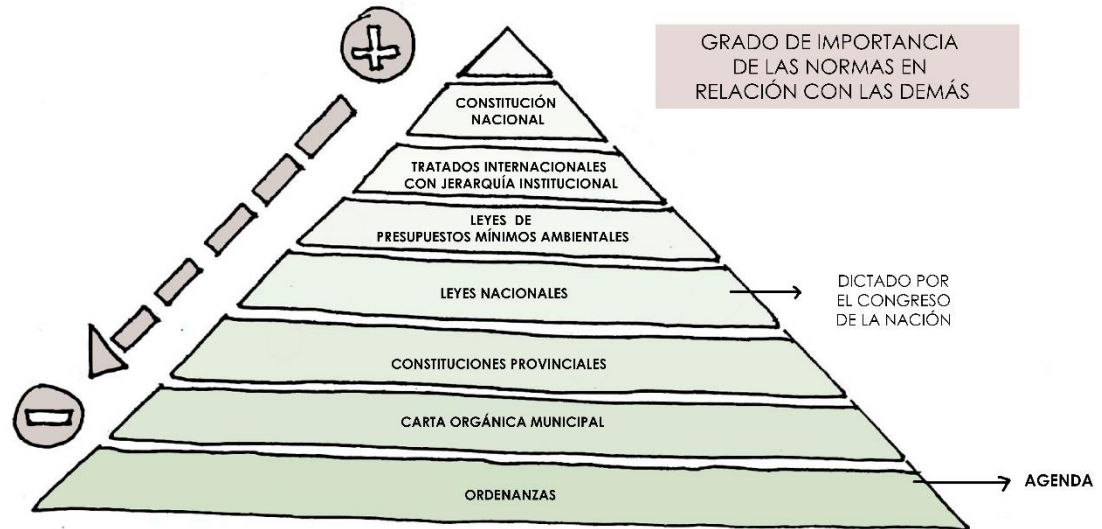 GRADO DE IMPORTANCIA
DE LAS NORMAS EN
RELACIÓN CON LAS DEMÁS
CONSTITUCIÓN
NACIONAL
TRATADOS INTERNACIONALES
CON JERARQUÍA INSTITUCIONAL
LEYES DE
PRESUPUESTOS MÍNIMOS AMBIENTALES
LEYES NACIONALES
DICTADO POR
EL CONGRESO
DE LA NACIÓN
CONSTITUCIONES PROVINCIALES
CARTA ORGÁNICA MUNICIPAL
ORDENANZAS
AGENDA